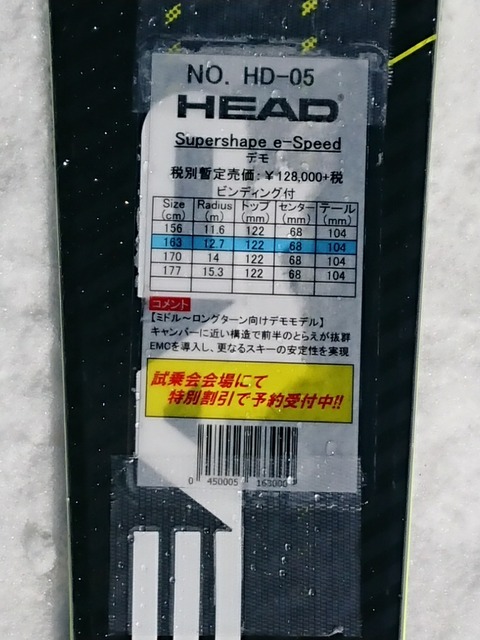 NO. HD-05
HEAD
Supershape e-Speed
デモ
税別暫定売価:¥128,000+税
ビンディング付
Size (cm) Radius (m) トップ (mm) センター (mm) テール (mm)
156 11.6 122 68 104
163 12.7 122 68 104
170 14 122 68 104
177 15.3 122 68 104
コメント
【ミドル~ロングターン向けデモモデル】
キャンバーに近い構造で前半のとらえが抜群
EMCを導入し、更なるスキーの安定性を実現
試乗会会場にて
特別割引で予約受付中!!
0 450005 163000